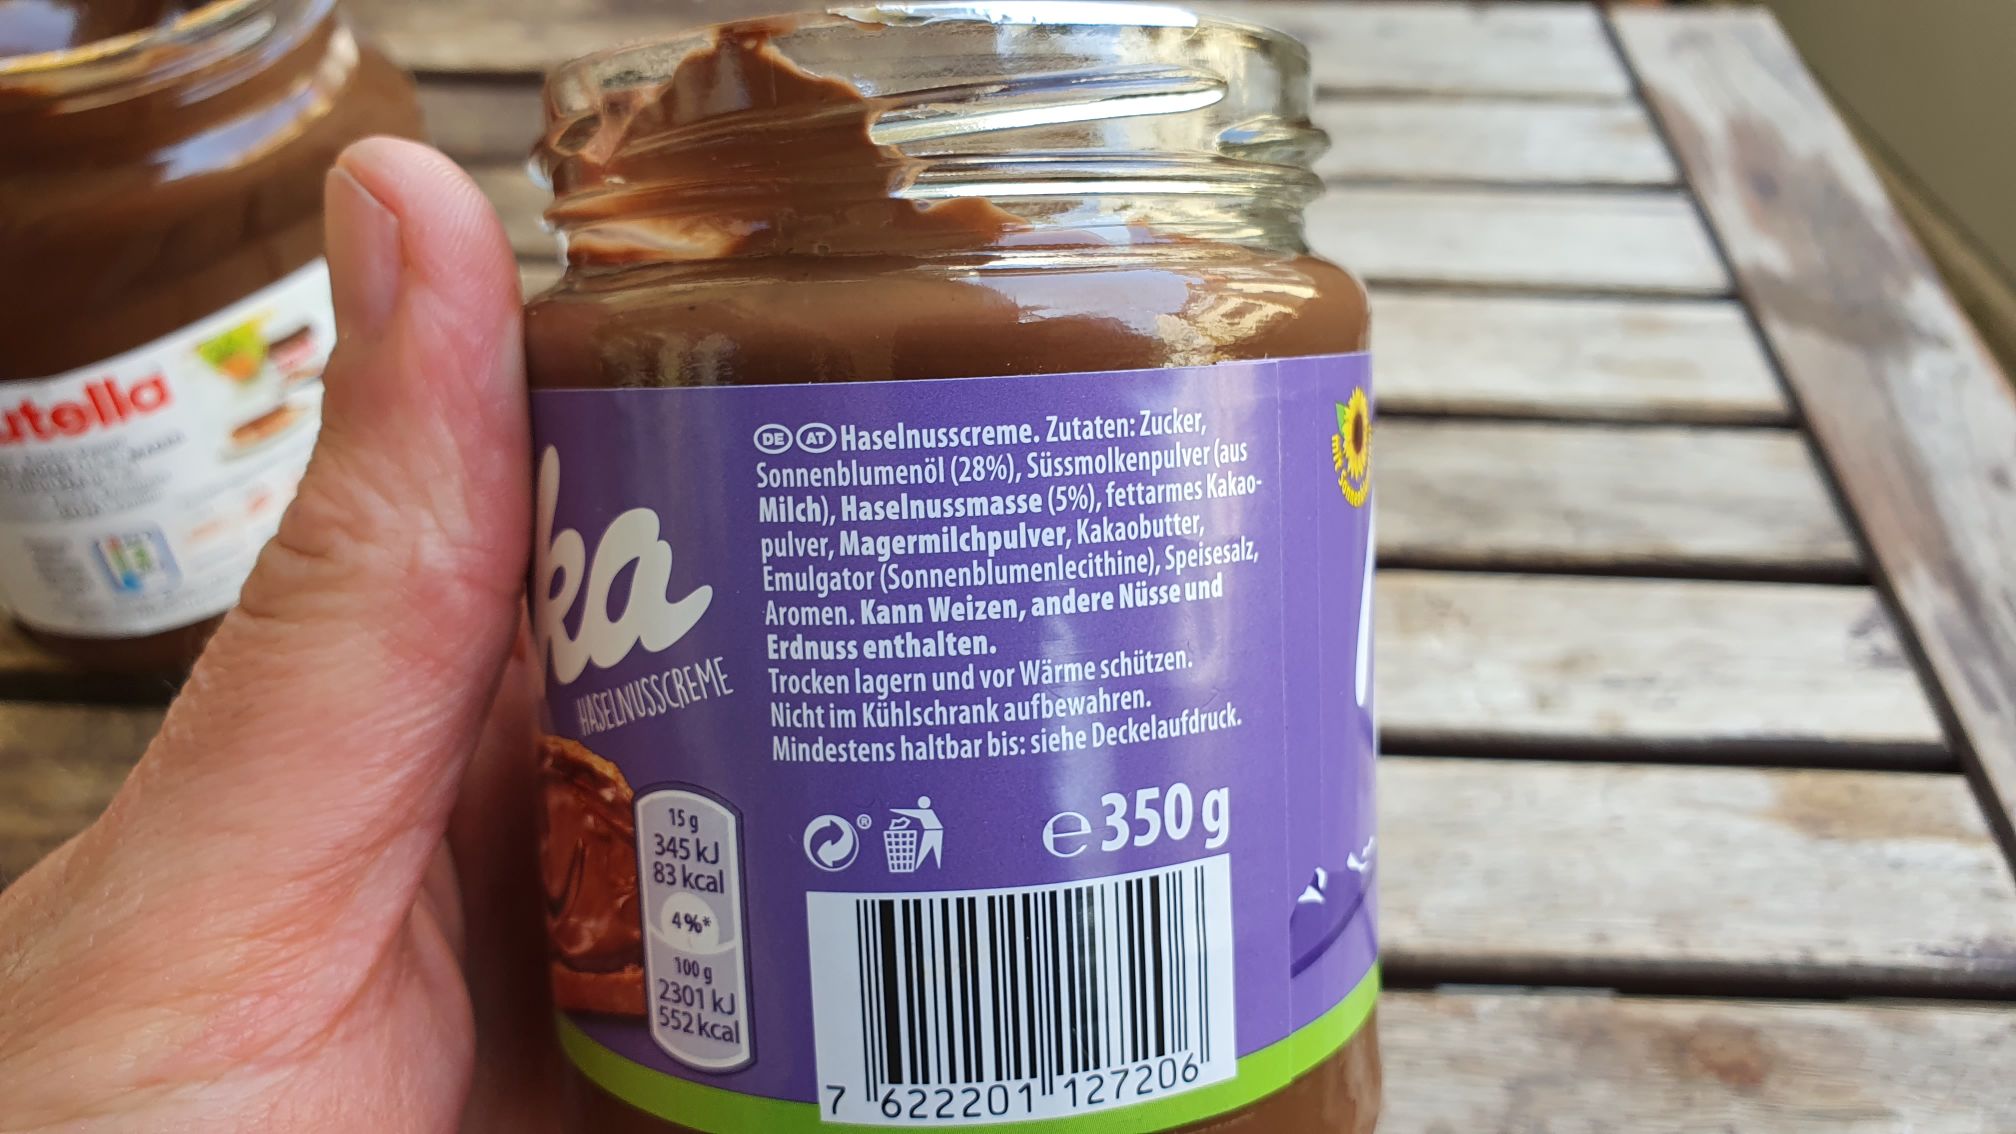 utella
ka
HASELNUSSCREME
DE AT Haselnusscreme. Zutaten: Zucker,
Sonnenblumenöl (28%), Süssmolkenpulver (aus
Milch), Haselnussmasse (5%), fettarmes Kakao-
pulver, Magermilchpulver, Kakaobutter,
Emulgator (Sonnenblumenlecithine), Speisesalz,
Aromen. Kann Weizen, andere Nüsse und
Erdnuss enthalten.
Trocken lagern und vor Wärme schützen.
Nicht im Kühlschrank aufbewahren.
Mindestens haltbar bis: siehe Deckelaufdruck.
15 g
345 kJ
83 kcal
4%*
100 g
2301 kJ
552 kcal
®
℮ 350 g
7 622201 127206
mit